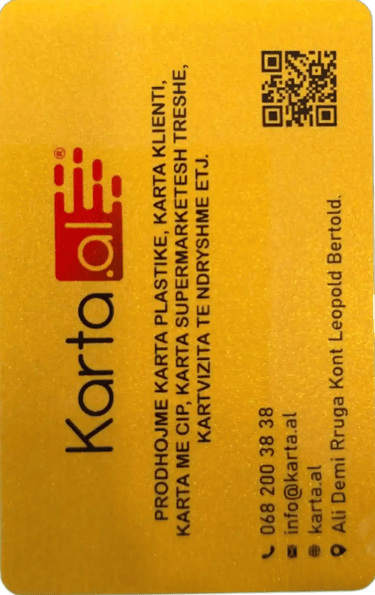 Karta.al®
PRODHOJME KARTA PLASTIKE, KARTA KLIENTI,
KARTA ME CIP, KARTA SUPERMARKETESH TRESHE,
KARTVIZITA TE NDRYSHME ETJ.
068 200 38 38
info@karta.al
karta.al
Ali Demi Rruga Kont Leopold Bertold.